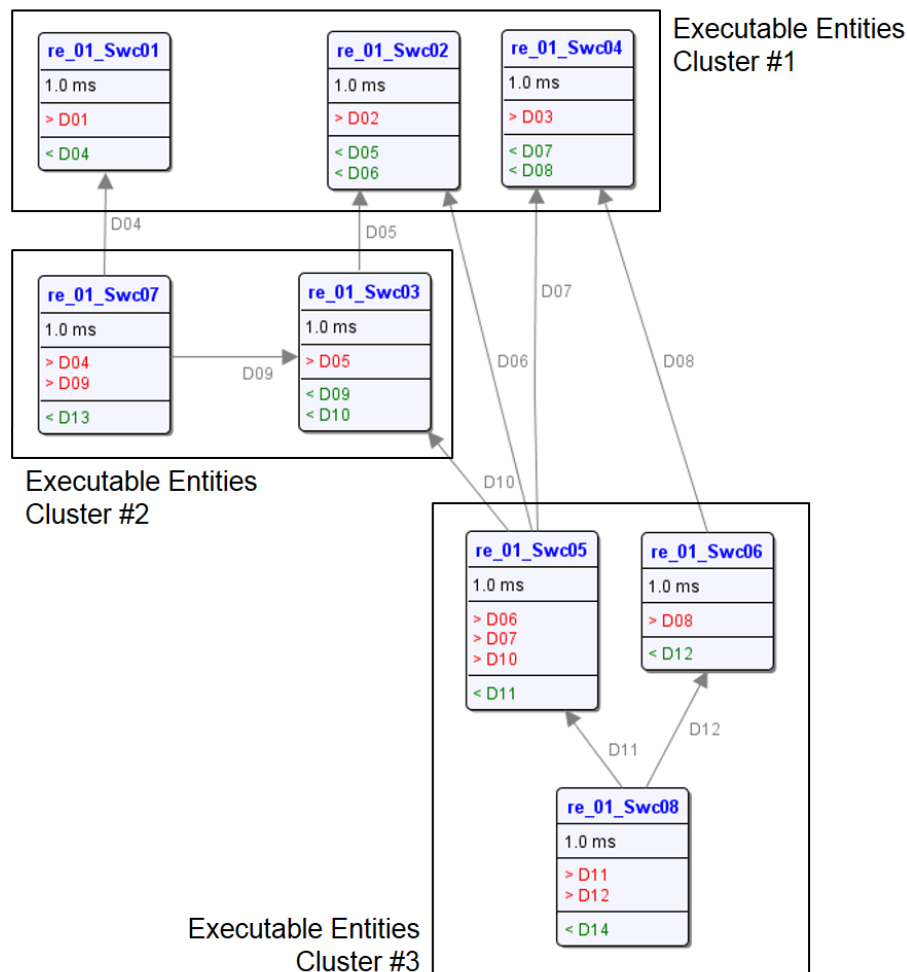 Executable Entities
Cluster #1
re_01_Swc01
1.0 ms
> D01
< D04
re_01_Swc02
1.0 ms
> D02
< D05
< D06
re_01_Swc04
1.0 ms
> D03
< D07
< D08
D04
D05
D06
D07
D08
re_01_Swc07
1.0 ms
> D04
> D09
< D13
D09
re_01_Swc03
1.0 ms
> D05
< D09
< D10
Executable Entities
Cluster #2
D10
re_01_Swc05
1.0 ms
> D06
> D07
> D10
< D11
re_01_Swc06
1.0 ms
> D08
< D12
D11
D12
re_01_Swc08
1.0 ms
> D11
> D12
< D14
Executable Entities
Cluster #3